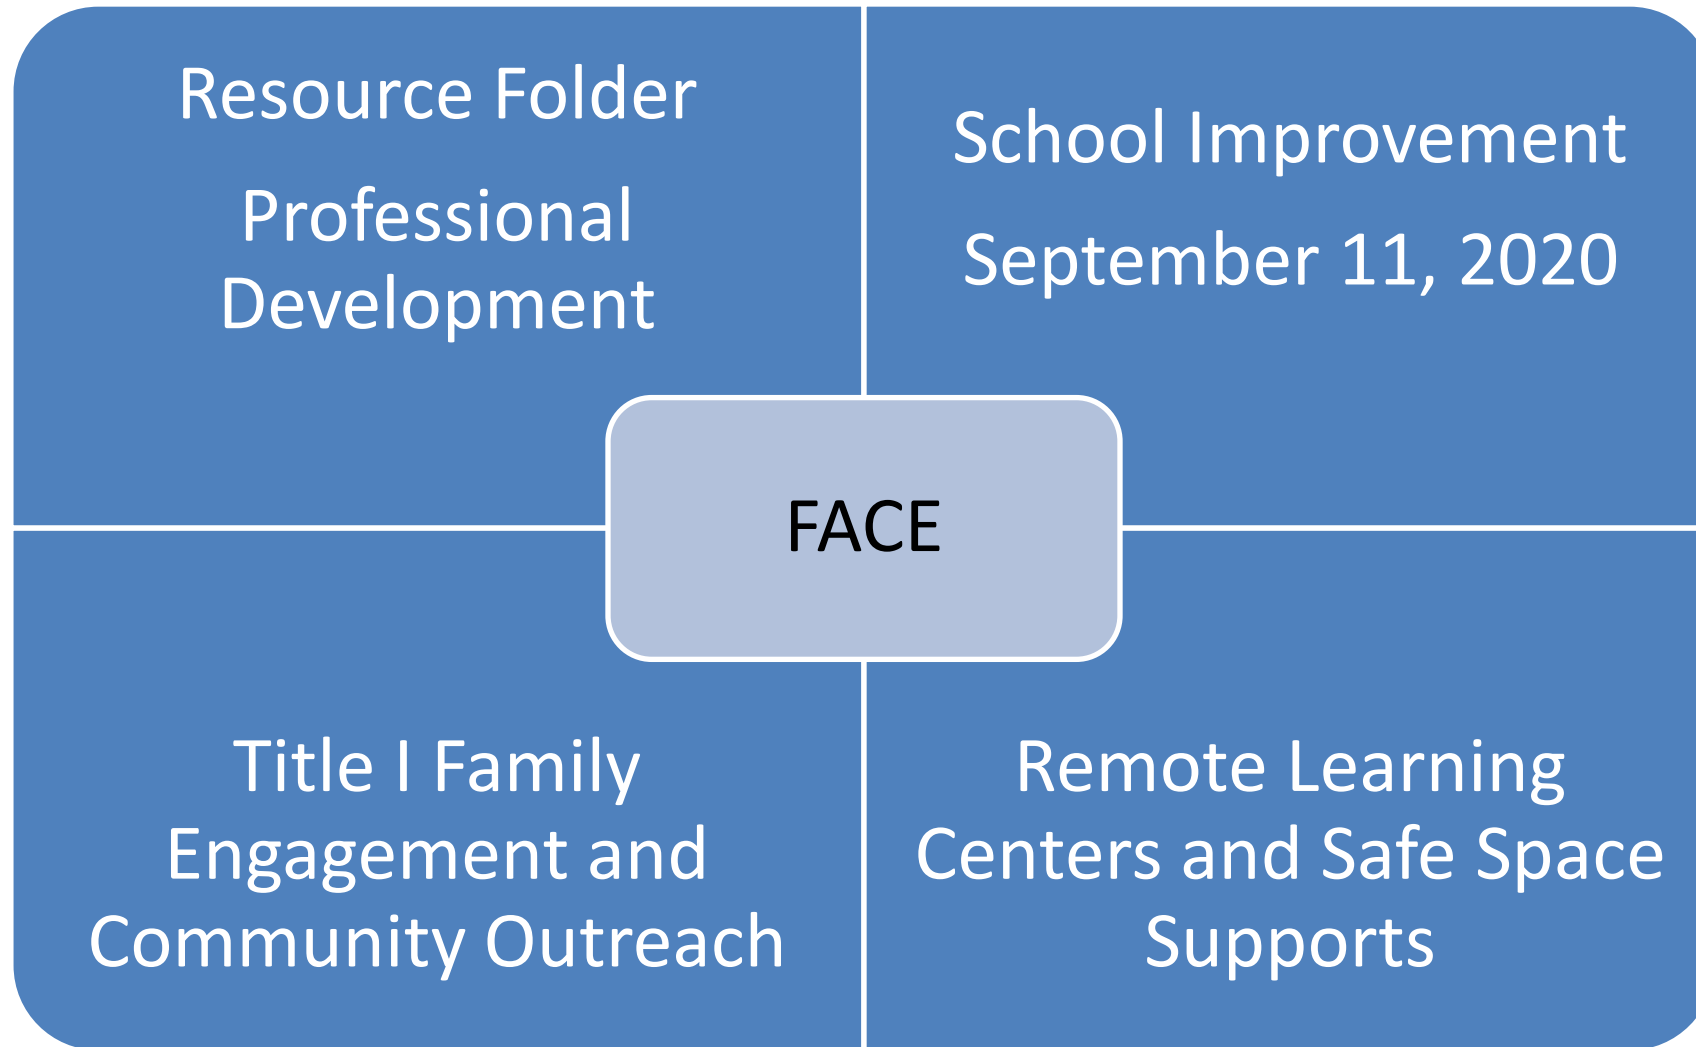 Resource Folder
Professional
Development
School Improvement
September 11, 2020
FACE
Title I Family
Engagement and
Community Outreach
Remote Learning
Centers and Safe Space
Supports